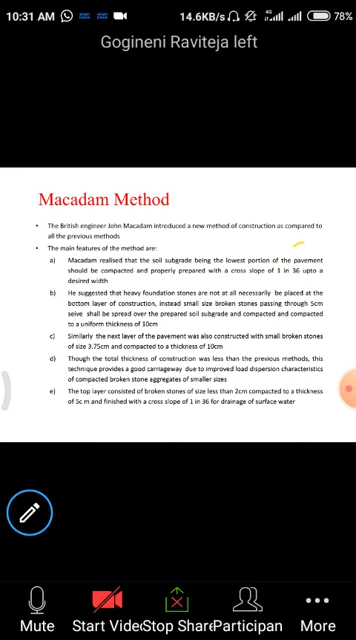 10:31 AM 14.6KB/s 4G 78%
Gogineni Raviteja left
Macadam Method
• The British engineer John Macadam introduced a new method of construction as compared to
all the previous methods
• The main features of the method are:
a) Macadam realised that the soil subgrade being the lowest portion of the pavement
should be compacted and properly prepared with a cross slope of 1 in 36 upto a
desired width
b) He suggested that heavy foundation stones are not at all necessarily be placed at the
bottom layer of construction, instead small size broken stones passing through 5cm
seive shall be spread over the prepared soil subgrade and compacted and compacted
to a uniform thickness of 10cm
c) Similarly the next layer of the pavement was also constructed with small broken stones
of size 3.75cm and compacted to a thickness of 10cm
d) Though the total thickness of construction was less than the previous methods, this
technique provides a good carriageway due to improved load dispersion characteristics
of compacted broken stone aggregates of smaller sizes
e) The top layer consisted of broken stones of size less than 2cm compacted to a thickness
of 5c m and finished with a cross slope of 1 in 36 for drainage of surface water
Mute Start Video Stop Share Participan More